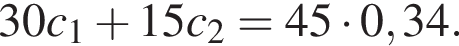 30c₁ + 15c₂ = 45 · 0,34.